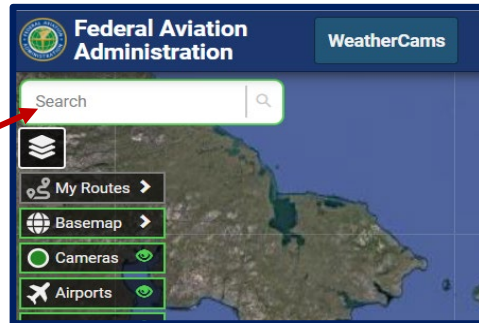 Federal Aviation
Administration
WeatherCams
Search
My Routes
Basemap
Cameras
Airports